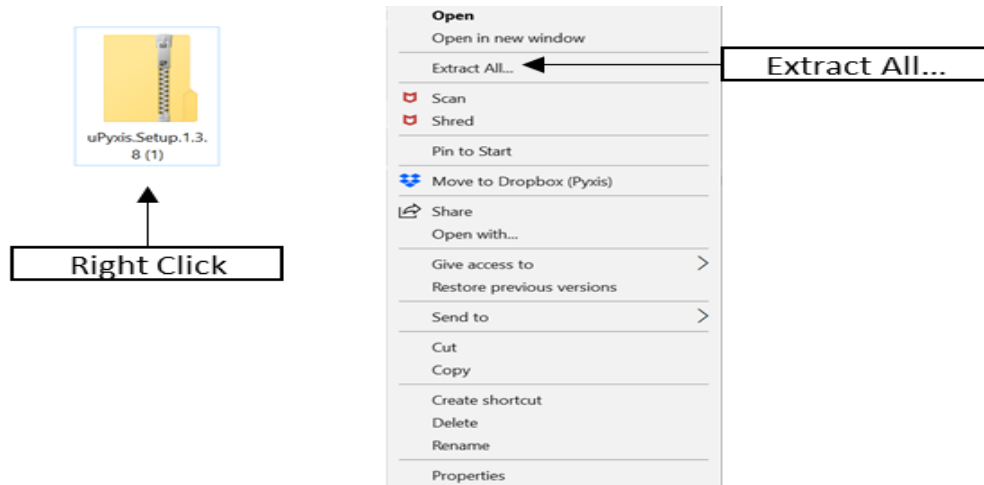 uPyxis.Setup.1.3.
8 (1)
Right Click
Open
Open in new window
Extract All...
Scan
Shred
Pin to Start
Move to Dropbox (Pyxis)
Share
Open with...
Give access to
Restore previous versions
Send to
Cut
Copy
Create shortcut
Delete
Rename
Properties
Extract All...